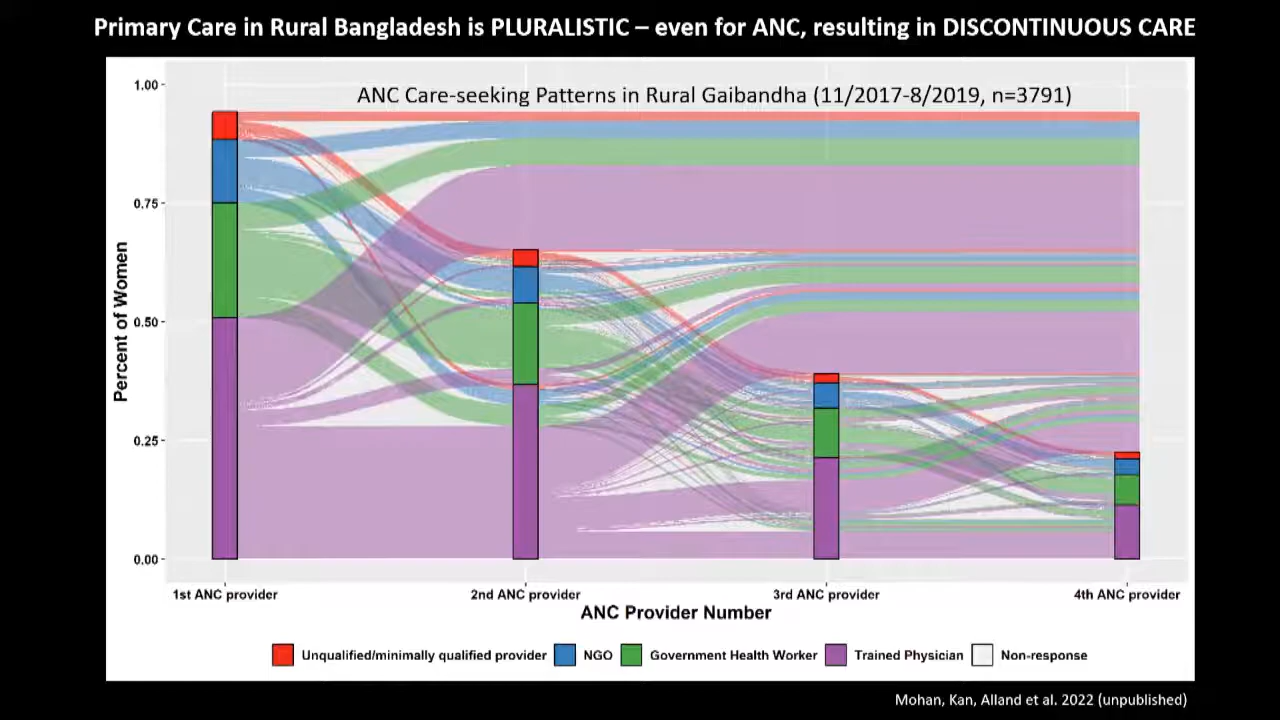 Primary Care in Rural Bangladesh is PLURALISTIC – even for ANC, resulting in DISCONTINUOUS CARE
ANC Care-seeking Patterns in Rural Gaibandha (11/2017-8/2019, n=3791)
Percent of Women
1.00
0.75
0.50
0.25
0.00
1st ANC provider
2nd ANC provider
3rd ANC provider
4th ANC provider
ANC Provider Number
Unqualified/minimally qualified provider
NGO
Government Health Worker
Trained Physician
Non-response
Mohan, Kan, Alland et al. 2022 (unpublished)